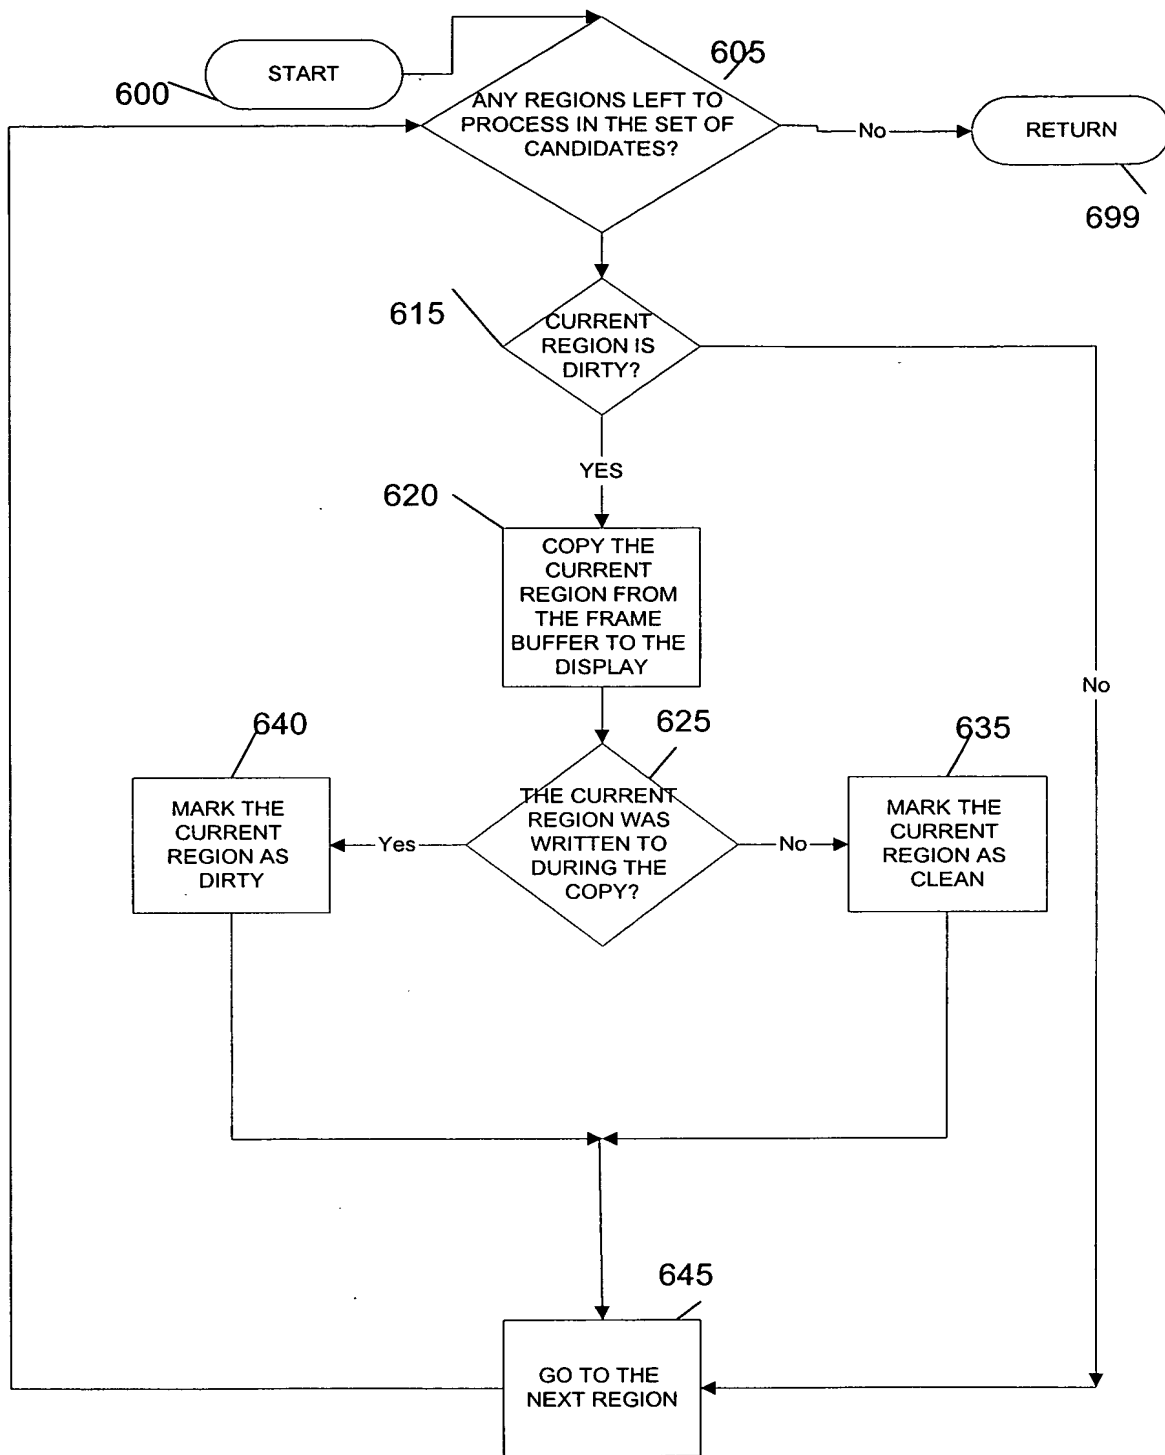 605
START
600
ANY REGIONS LEFT TO
PROCESS IN THE SET OF
CANDIDATES?
No
RETURN
699
615
CURRENT
REGION IS
DIRTY?
YES
620
COPY THE
CURRENT
REGION FROM
THE FRAME
BUFFER TO THE
DISPLAY
No
640
625
635
MARK THE
CURRENT
REGION AS
DIRTY
Yes
THE CURRENT
REGION WAS
WRITTEN TO
DURING THE
COPY?
No
MARK THE
CURRENT
REGION AS
CLEAN
645
GO TO THE
NEXT REGION